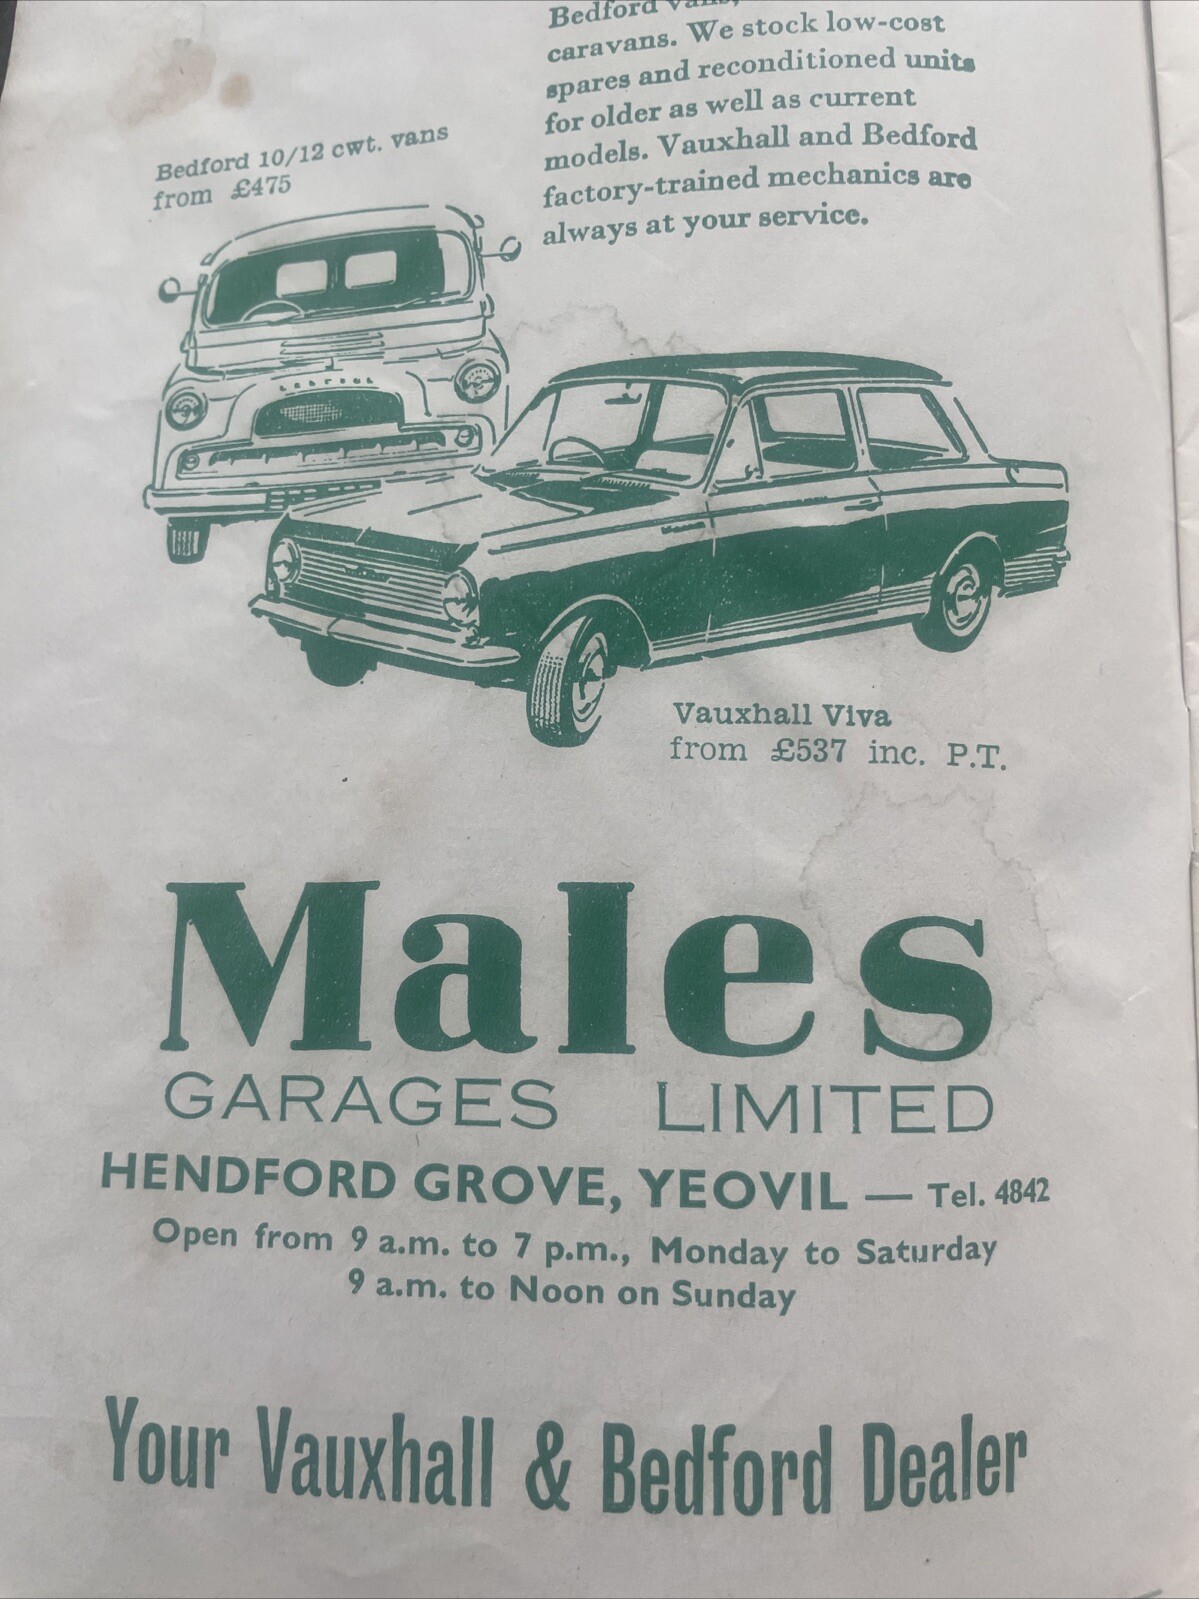 Bedford vans,
caravans. We stock low-cost
spares and reconditioned units
for older as well as current
models. Vauxhall and Bedford
factory-trained mechanics are
always at your service.
Bedford 10/12 cwt. vans
from £475
BEDFORD
Vauxhall Viva
from £537 inc. P.T.
Males
GARAGES LIMITED
HENDFORD GROVE, YEOVIL — Tel. 4842
Open from 9 a.m. to 7 p.m., Monday to Saturday
9 a.m. to Noon on Sunday
Your Vauxhall & Bedford Dealer